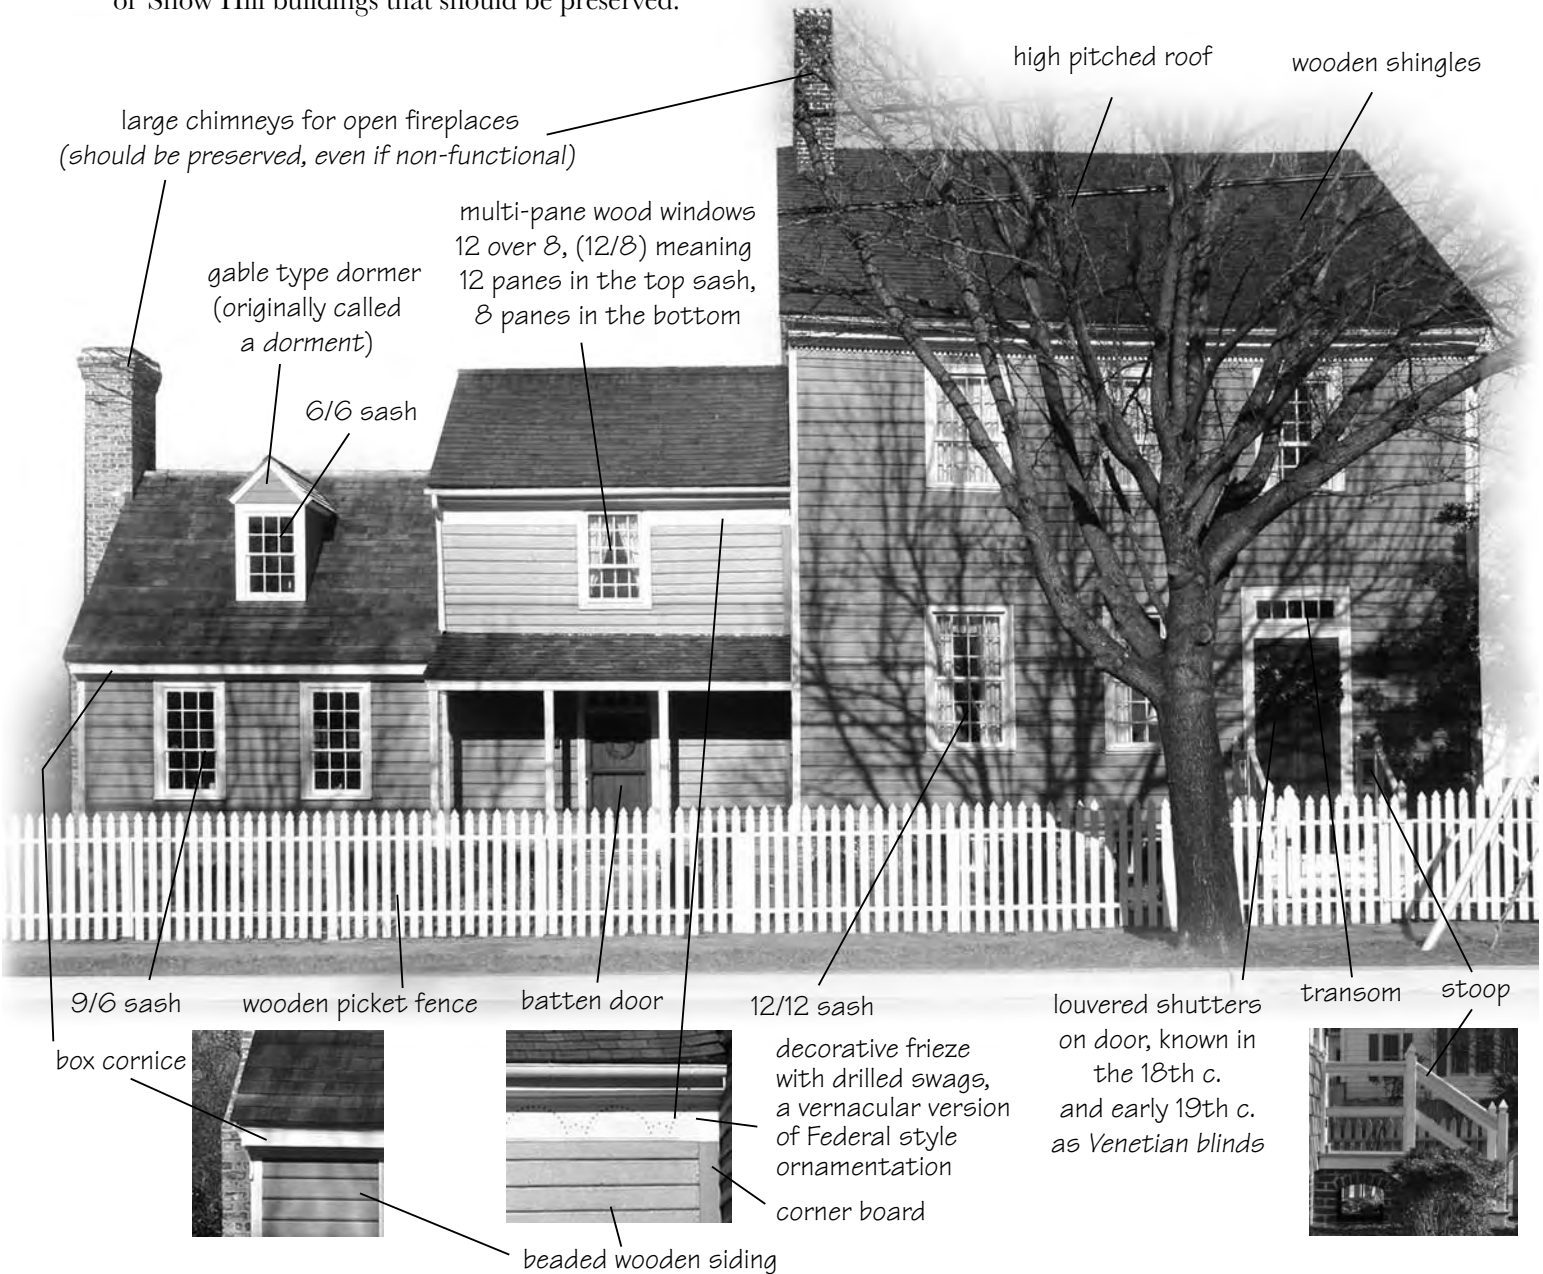 of Snow Hill buildings that should be preserved.
high pitched roof
wooden shingles
large chimneys for open fireplaces
(should be preserved, even if non-functional)
multi-pane wood windows
12 over 8, (12/8) meaning
12 panes in the top sash,
8 panes in the bottom
gable type dormer
(originally called
a dorment)
6/6 sash
9/6 sash
wooden picket fence
batten door
12/12 sash
louvered shutters
on door, known in
the 18th c.
and early 19th c.
as Venetian blinds
transom
stoop
box cornice
decorative frieze
with drilled swags,
a vernacular version
of Federal style
ornamentation
corner board
beaded wooden siding